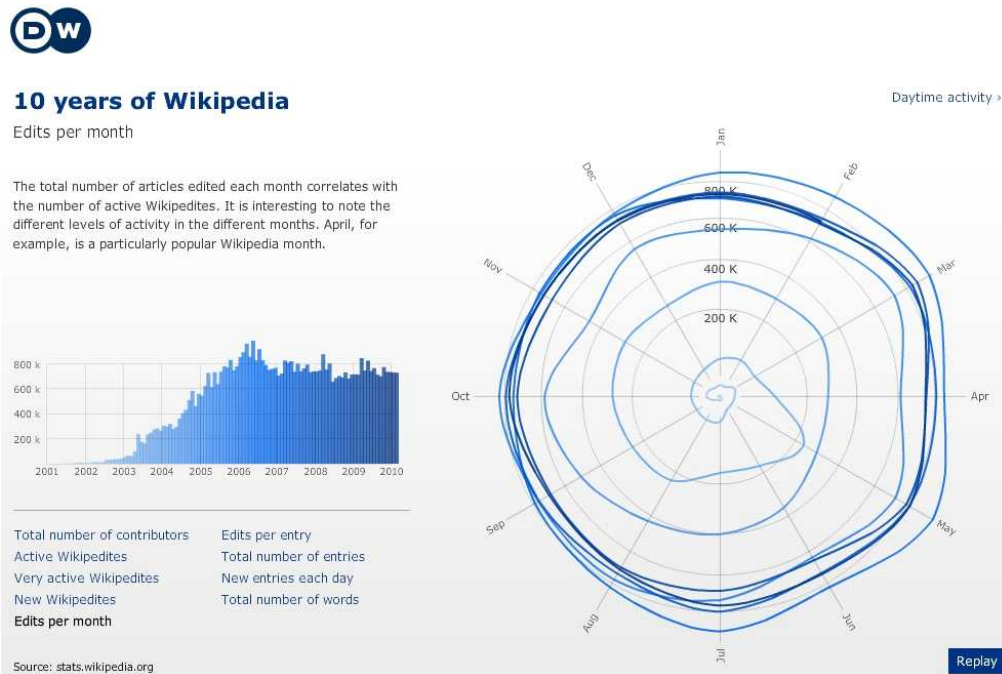 DW
10 years of Wikipedia
Edits per month
Daytime activity ›
The total number of articles edited each month correlates with
the number of active Wikipedites. It is interesting to note the
different levels of activity in the different months. April, for
example, is a particularly popular Wikipedia month.
800 k
600 k
400 k
200 k
2001 2002 2003 2004 2005 2006 2007 2008 2009 2010
Jan
Feb
Mar
Apr
May
Jun
Jul
Aug
Sep
Oct
Nov
Dec
800 K
600 K
400 K
200 K
Total number of contributors
Active Wikipedites
Very active Wikipedites
New Wikipedites
Edits per month
Edits per entry
Total number of entries
New entries each day
Total number of words
Source: stats.wikipedia.org
Replay